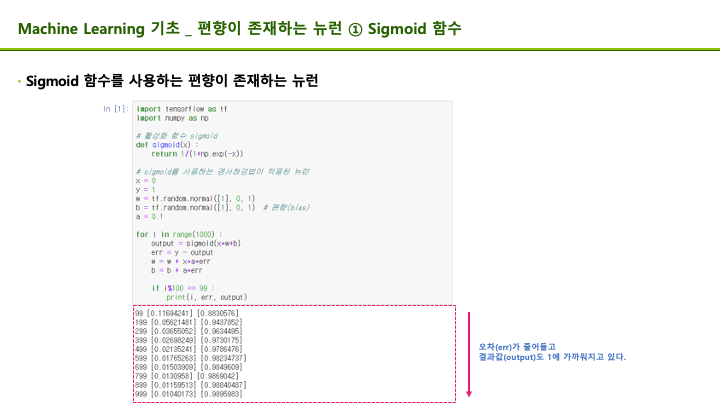 Machine Learning 기초 _ 편향이 존재하는 뉴런 ① Sigmoid 함수
· Sigmoid 함수를 사용하는 편향이 존재하는 뉴런
In [1]:
import tensorflow as tf
import numpy as np
# 활성화 함수 sigmoid
def sigmoid(x) :
return 1/(1+np.exp(-x))
# sigmoid를 사용하는 경사하강법이 적용된 뉴런
x = 0
y = 1
w = tf.random.normal([1], 0, 1)
b = tf.random.normal([1], 0, 1)  # 편향(bias)
a = 0.1
for i in range(1000) :
output = sigmoid(x*w+b)
err = y - output
w = w + x*a*err
b = b + a*err
if i%100 == 99 :
print(i, err, output)
99 [0.11694241] [0.8830576]
199 [0.05621481] [0.9437852]
299 [0.03655052] [0.9634495]
399 [0.02698249] [0.9730175]
499 [0.02135241] [0.9786476]
599 [0.01765263] [0.98234737]
699 [0.01503909] [0.9849609]
799 [0.0130958] [0.9869042]
899 [0.01159513] [0.98840487]
999 [0.01040173] [0.9895983]
오차(err)가 줄어들고
결과값(output)도 1에 가까워지고 있다.